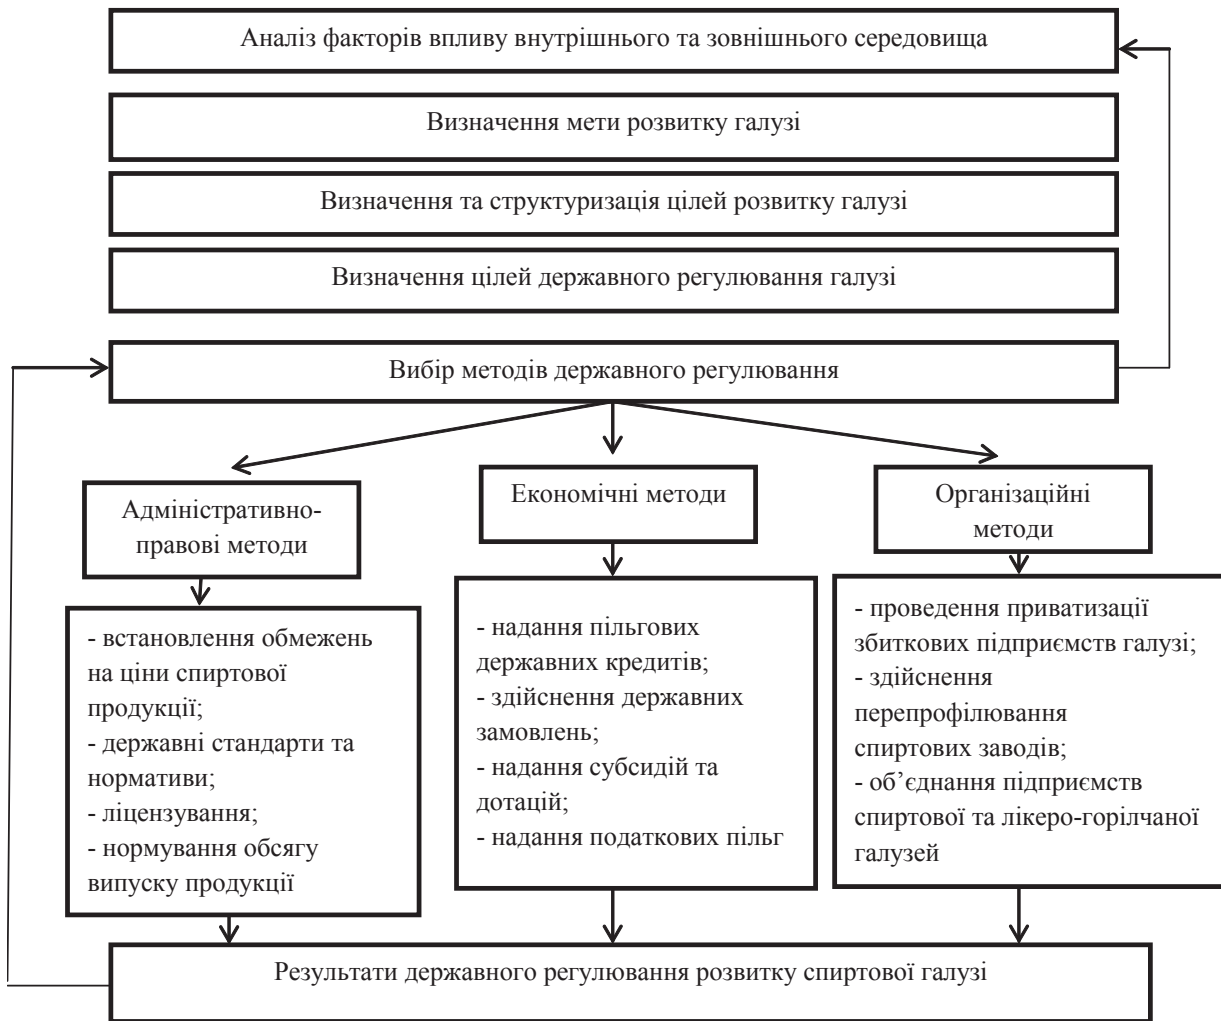 Аналіз факторів впливу внутрішнього та зовнішнього середовища
Визначення мети розвитку галузі
Визначення та структуризація цілей розвитку галузі
Визначення цілей державного регулювання галузі
Вибір методів державного регулювання
Адміністративно-
правові методи
Економічні методи
Організаційні
методи
- встановлення обмежень
на ціни спиртової
продукції;
- державні стандарти та
нормативи;
- ліцензування;
- нормування обсягу
випуску продукції
- надання пільгових
державних кредитів;
- здійснення державних
замовлень;
- надання субсидій та
дотацій;
- надання податкових пільг
- проведення приватизації
збиткових підприємств галузі;
- здійснення
перепрофілювання
спиртових заводів;
- об’єднання підприємств
спиртової та лікеро-горілчаної
галузей
Результати державного регулювання розвитку спиртової галузі